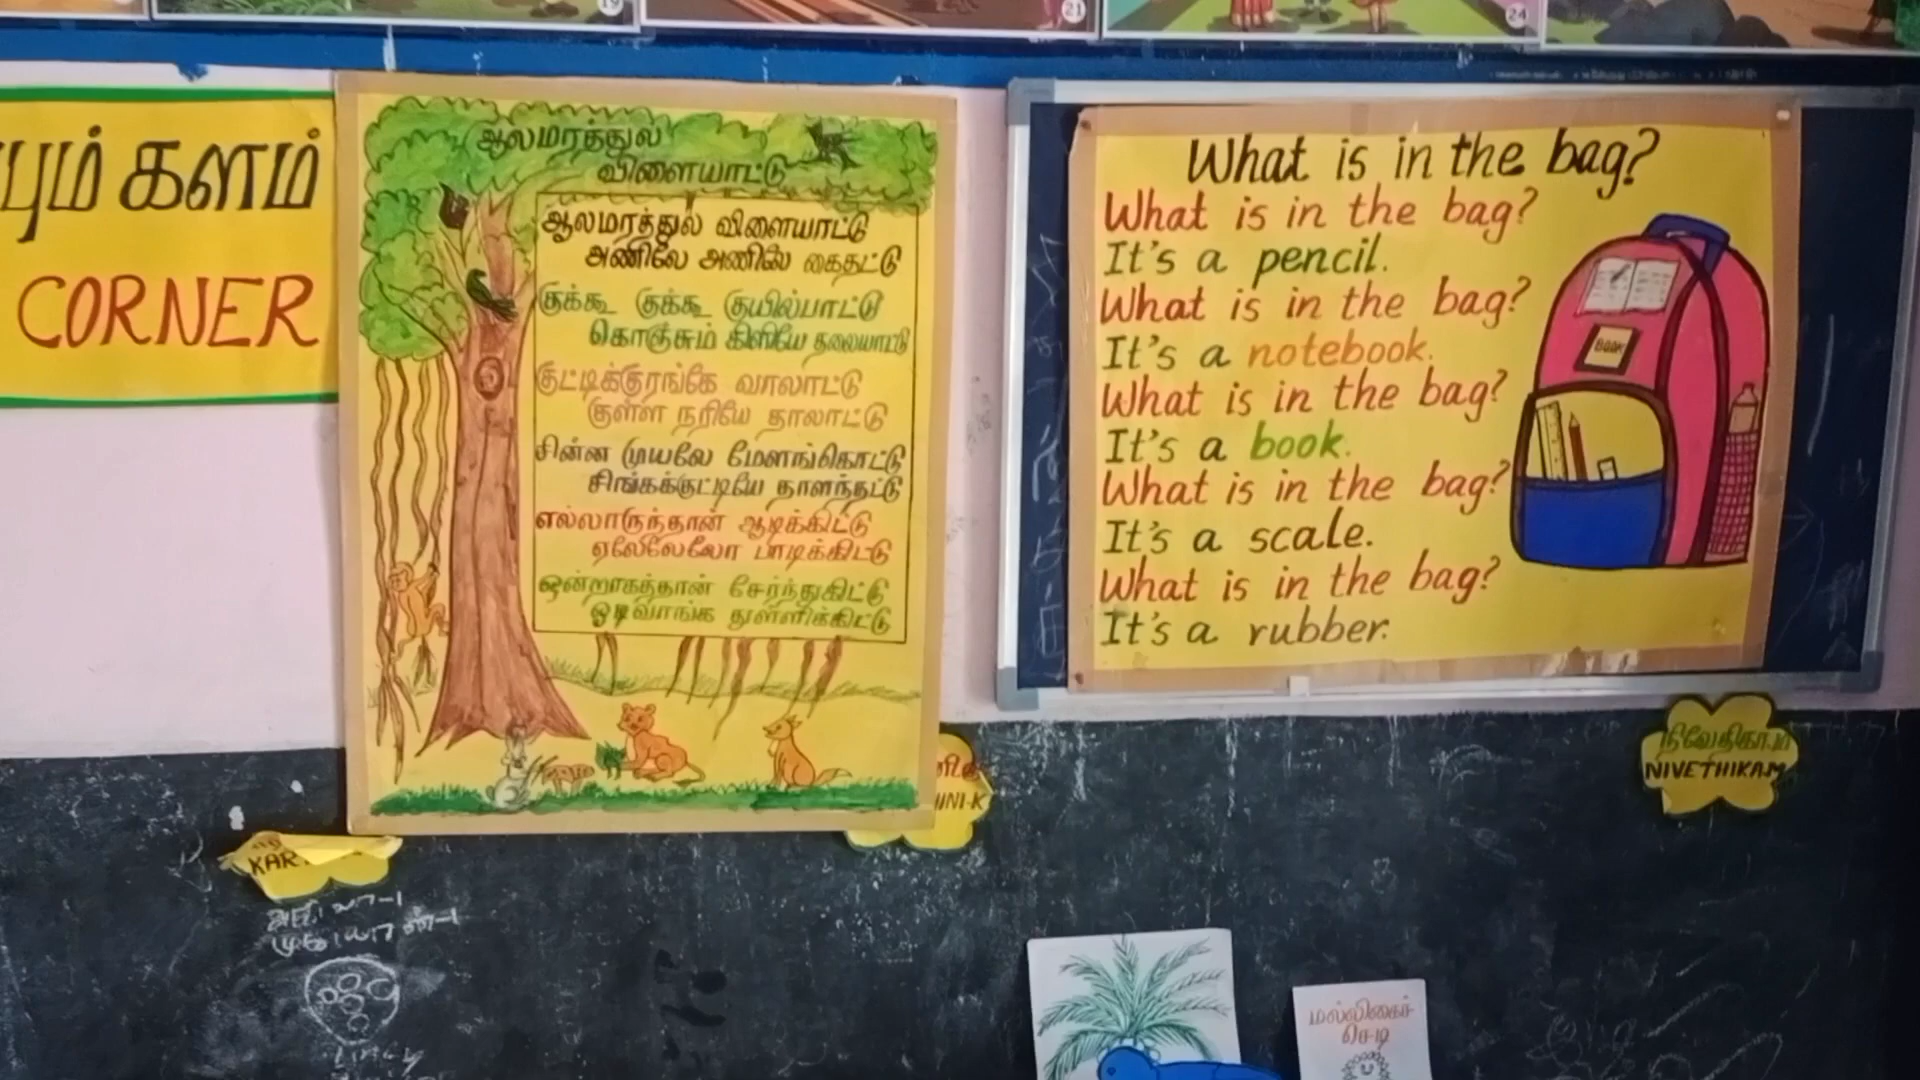 19
21
24
களம்
CORNER
ஆலமரத்துல
விளையாட்டு
ஆலமரத்துல விளையாட்டு
அணிலே அணிலே கைதட்டு
குக்கூ குக்கூ குயில்பாட்டு
கொஞ்சும் கிளியே தலையாட்டு
குட்டிக்குரங்கே வாலாட்டு
குள்ள நரியே தாலாட்டு
சின்ன முயலே மேளங்கொட்டு
சிங்கக்குட்டியே தாளந்தட்டு
எல்லாருந்தான் ஆடிக்கிட்டு
ஏலேலேலோ பாடிக்கிட்டு
ஒன்றாகத்தான் சேர்ந்துகிட்டு
ஓடிவாங்க துள்ளிக்கிட்டு
What is in the bag?
What is in the bag?
It's a pencil.
What is in the bag?
It's a notebook.
What is in the bag?
It's a book.
What is in the bag?
It's a scale.
What is in the bag?
It's a rubber.
BOOK
NIVETHIKA.M
மல்லிகைச்
செடி